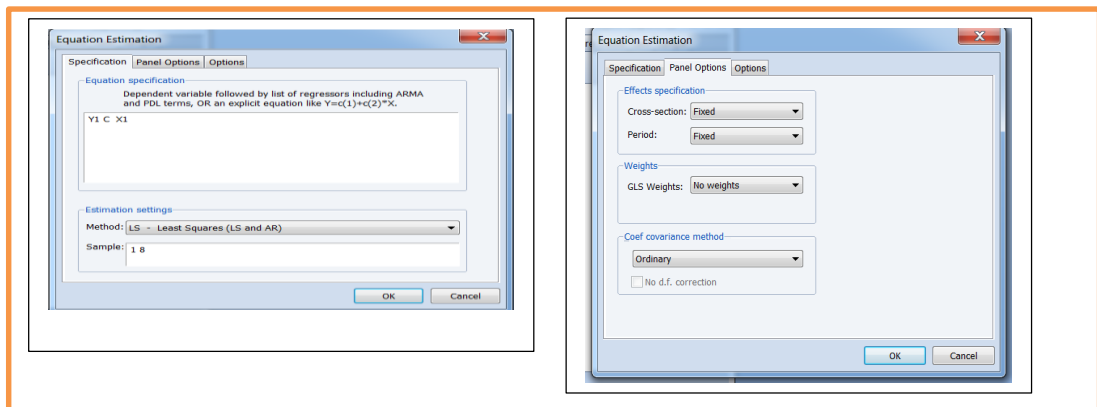 Equation Estimation
Specification Panel Options Options
Equation specification
Dependent variable followed by list of regressors including ARMA
and PDL terms, OR an explicit equation like Y=c(1)+c(2)*X.
Y1 C X1
Estimation settings
Method: LS - Least Squares (LS and AR)
Sample: 1 8
OK Cancel
Equation Estimation
Specification Panel Options Options
Effects specification
Cross-section: Fixed
Period: Fixed
Weights
GLS Weights: No weights
Coef covariance method
Ordinary
No d.f. correction
OK Cancel